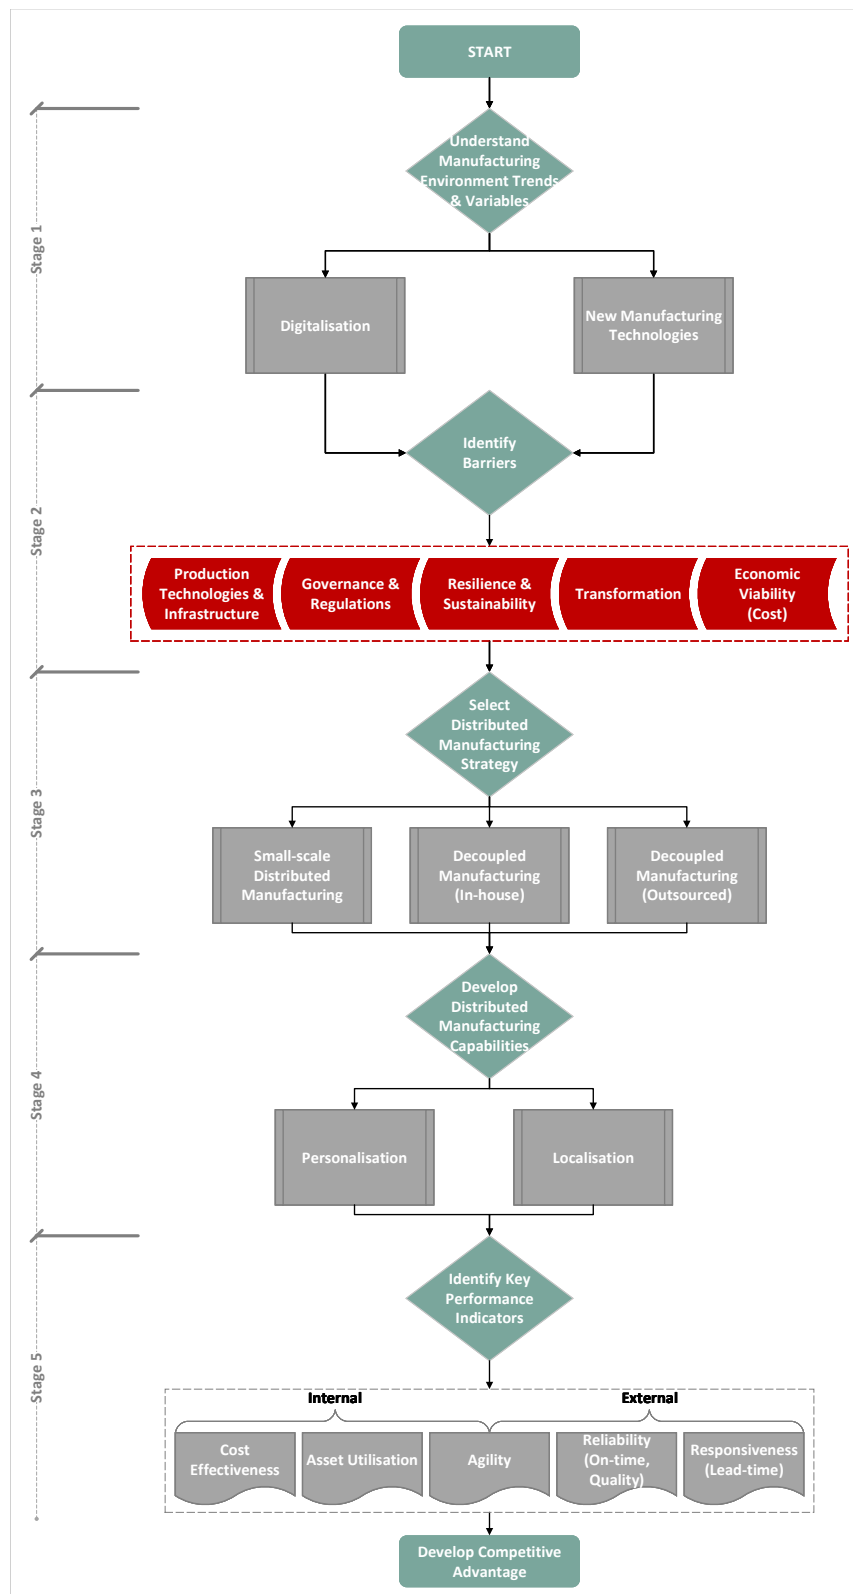 START
Stage 1
Understand
Manufacturing
Environment Trends
& Variables
Digitalisation
New Manufacturing
Technologies
Stage 2
Identify
Barriers
Production
Technologies &
Infrastructure
Governance &
Regulations
Resilience &
Sustainability
Transformation
Economic
Viability
(Cost)
Stage 3
Select
Distributed
Manufacturing
Strategy
Small-scale
Distributed
Manufacturing
Decoupled
Manufacturing
(In-house)
Decoupled
Manufacturing
(Outsourced)
Stage 4
Develop
Distributed
Manufacturing
Capabilities
Personalisation
Localisation
Stage 5
Identify Key
Performance
Indicators
Internal
External
Cost
Effectiveness
Asset Utilisation
Agility
Reliability
(On-time,
Quality)
Responsiveness
(Lead-time)
Develop Competitive
Advantage